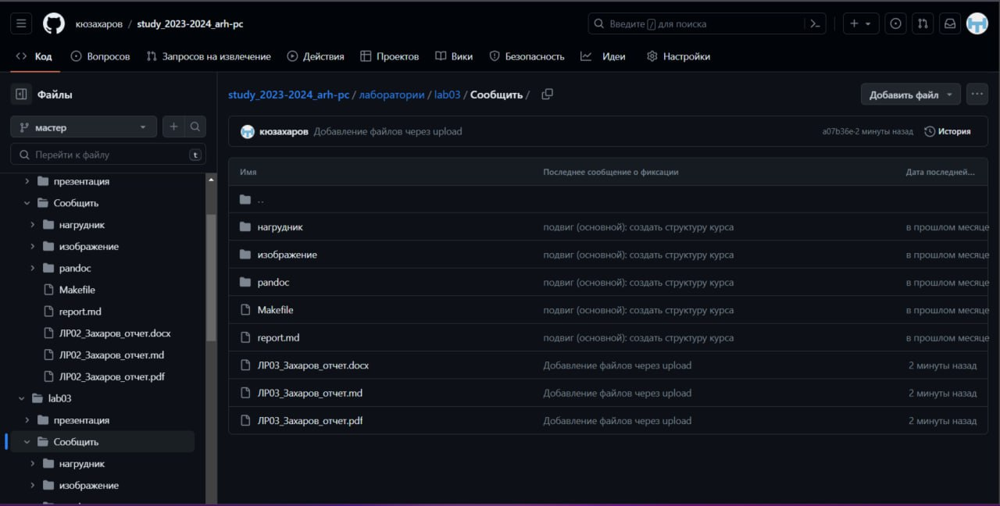 кюзахаров / study_2023-2024_arh-pc
Введите / для поиска
Код
Вопросов
Запросов на извлечение
Действия
Проектов
Вики
Безопасность
Идеи
Настройки
Файлы
мастер
Перейти к файлу
t
презентация
Сообщить
нагрудник
изображение
pandoc
Makefile
report.md
ЛР02_Захаров_отчет.docx
ЛР02_Захаров_отчет.md
ЛР02_Захаров_отчет.pdf
lab03
презентация
Сообщить
нагрудник
изображение
study_2023-2024_arh-pc / лаборатории / lab03 / Сообщить /
Добавить файл
кюзахаров Добавление файлов через upload
a07b36e·2 минуты назад
История
Имя Последнее сообщение о фиксации Дата последней...
..
нагрудник подвиг (основной): создать структуру курса в прошлом месяце
изображение подвиг (основной): создать структуру курса в прошлом месяце
pandoc подвиг (основной): создать структуру курса в прошлом месяце
Makefile подвиг (основной): создать структуру курса в прошлом месяце
report.md подвиг (основной): создать структуру курса в прошлом месяце
ЛР03_Захаров_отчет.docx Добавление файлов через upload 2 минуты назад
ЛР03_Захаров_отчет.md Добавление файлов через upload 2 минуты назад
ЛР03_Захаров_отчет.pdf Добавление файлов через upload 2 минуты назад